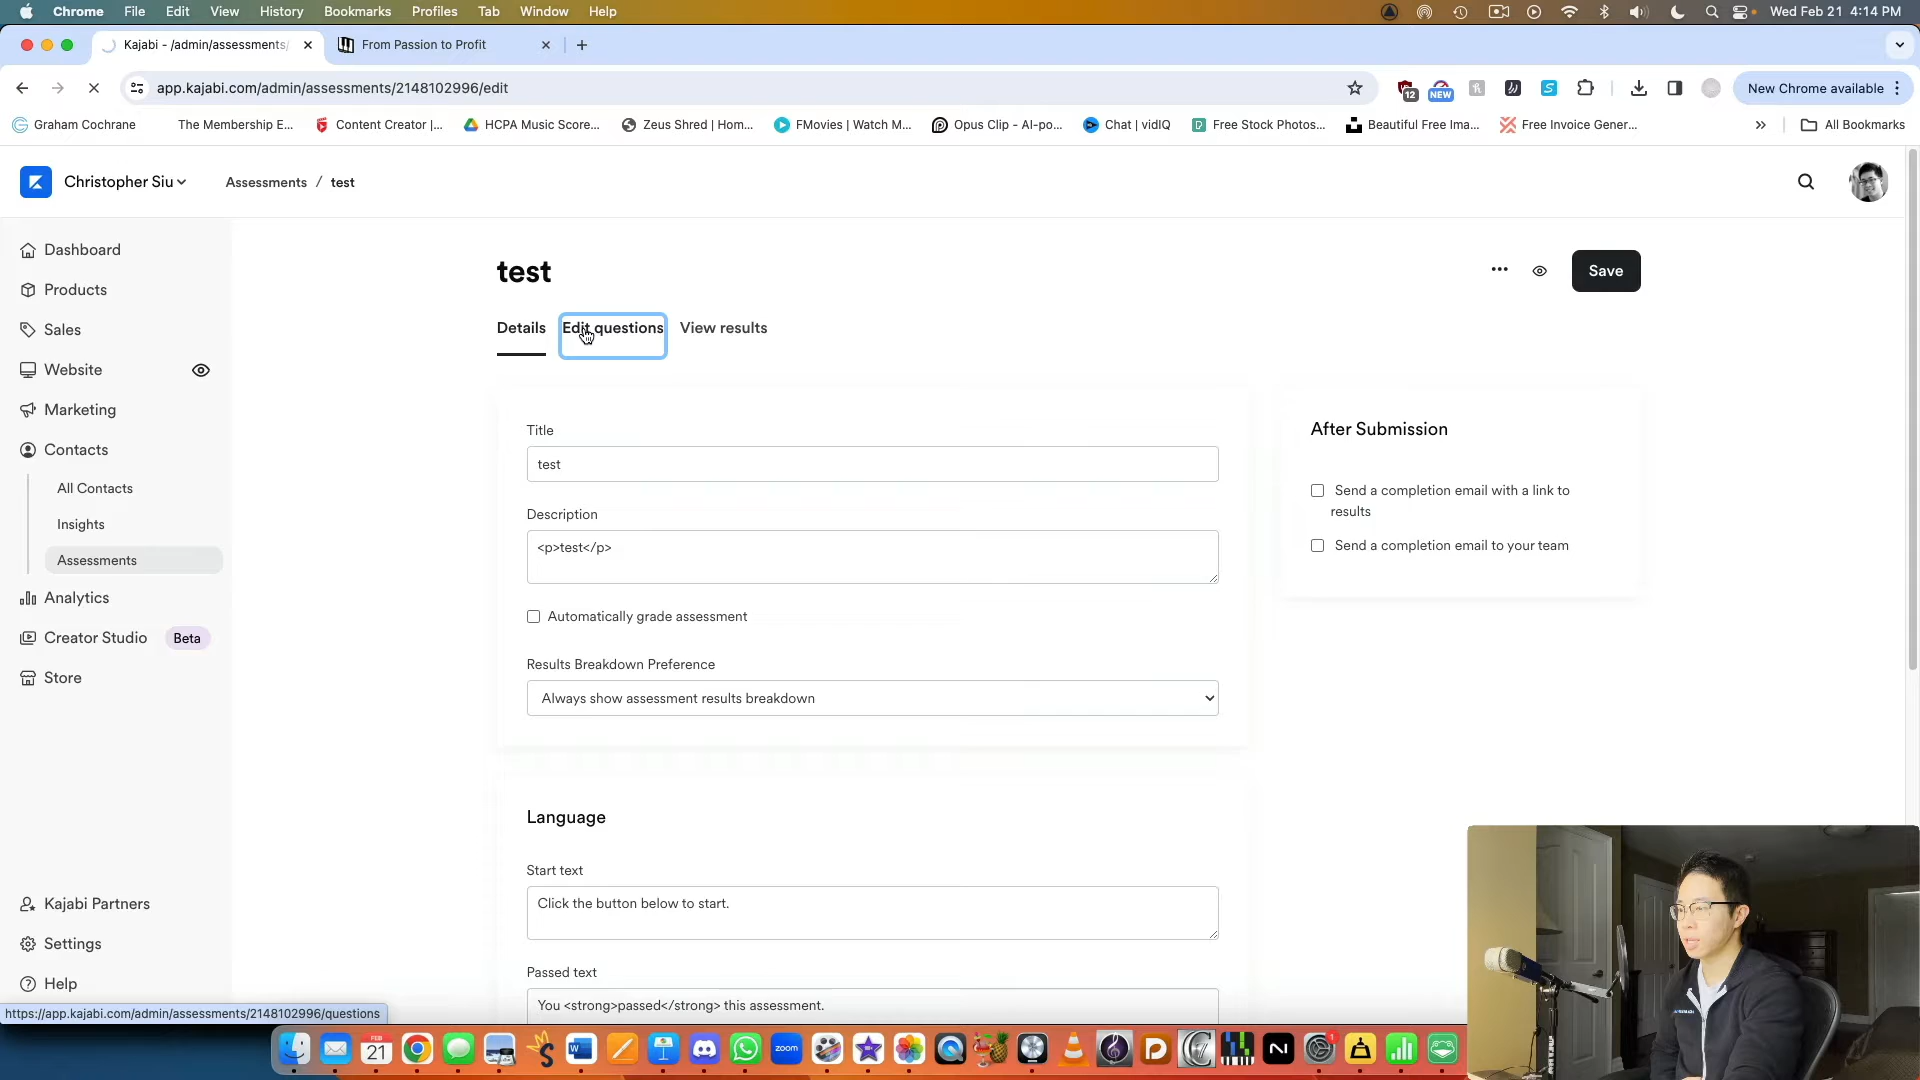 Chrome File Edit View History Bookmarks Profiles Tab Window Help Wed Feb 21 4:14 PM
Kajabi - /admin/assessments/ From Passion to Profit
app.kajabi.com/admin/assessments/2148102996/edit 12 NEW New Chrome available
Graham Cochrane The Membership E... Content Creator |... HCPA Music Score... Zeus Shred | Hom... FMovies | Watch M... Opus Clip - AI-po... Chat | vidIQ Free Stock Photos... Beautiful Free Ima... Free Invoice Gener... » All Bookmarks
Christopher Siu Assessments / test
Dashboard
Products
Sales
Website
Marketing
Contacts
All Contacts
Insights
Assessments
Analytics
Creator Studio Beta
Store
Kajabi Partners
Settings
Help
test
Save
Details Edit questions View results
Title
test
Description
<p>test</p>
Automatically grade assessment
Results Breakdown Preference
Always show assessment results breakdown
After Submission
Send a completion email with a link to
results
Send a completion email to your team
Language
Start text
Click the button below to start.
Passed text
You <strong>passed</strong> this assessment.
https://app.kajabi.com/admin/assessments/2148102996/questions
FEB
21
zoom